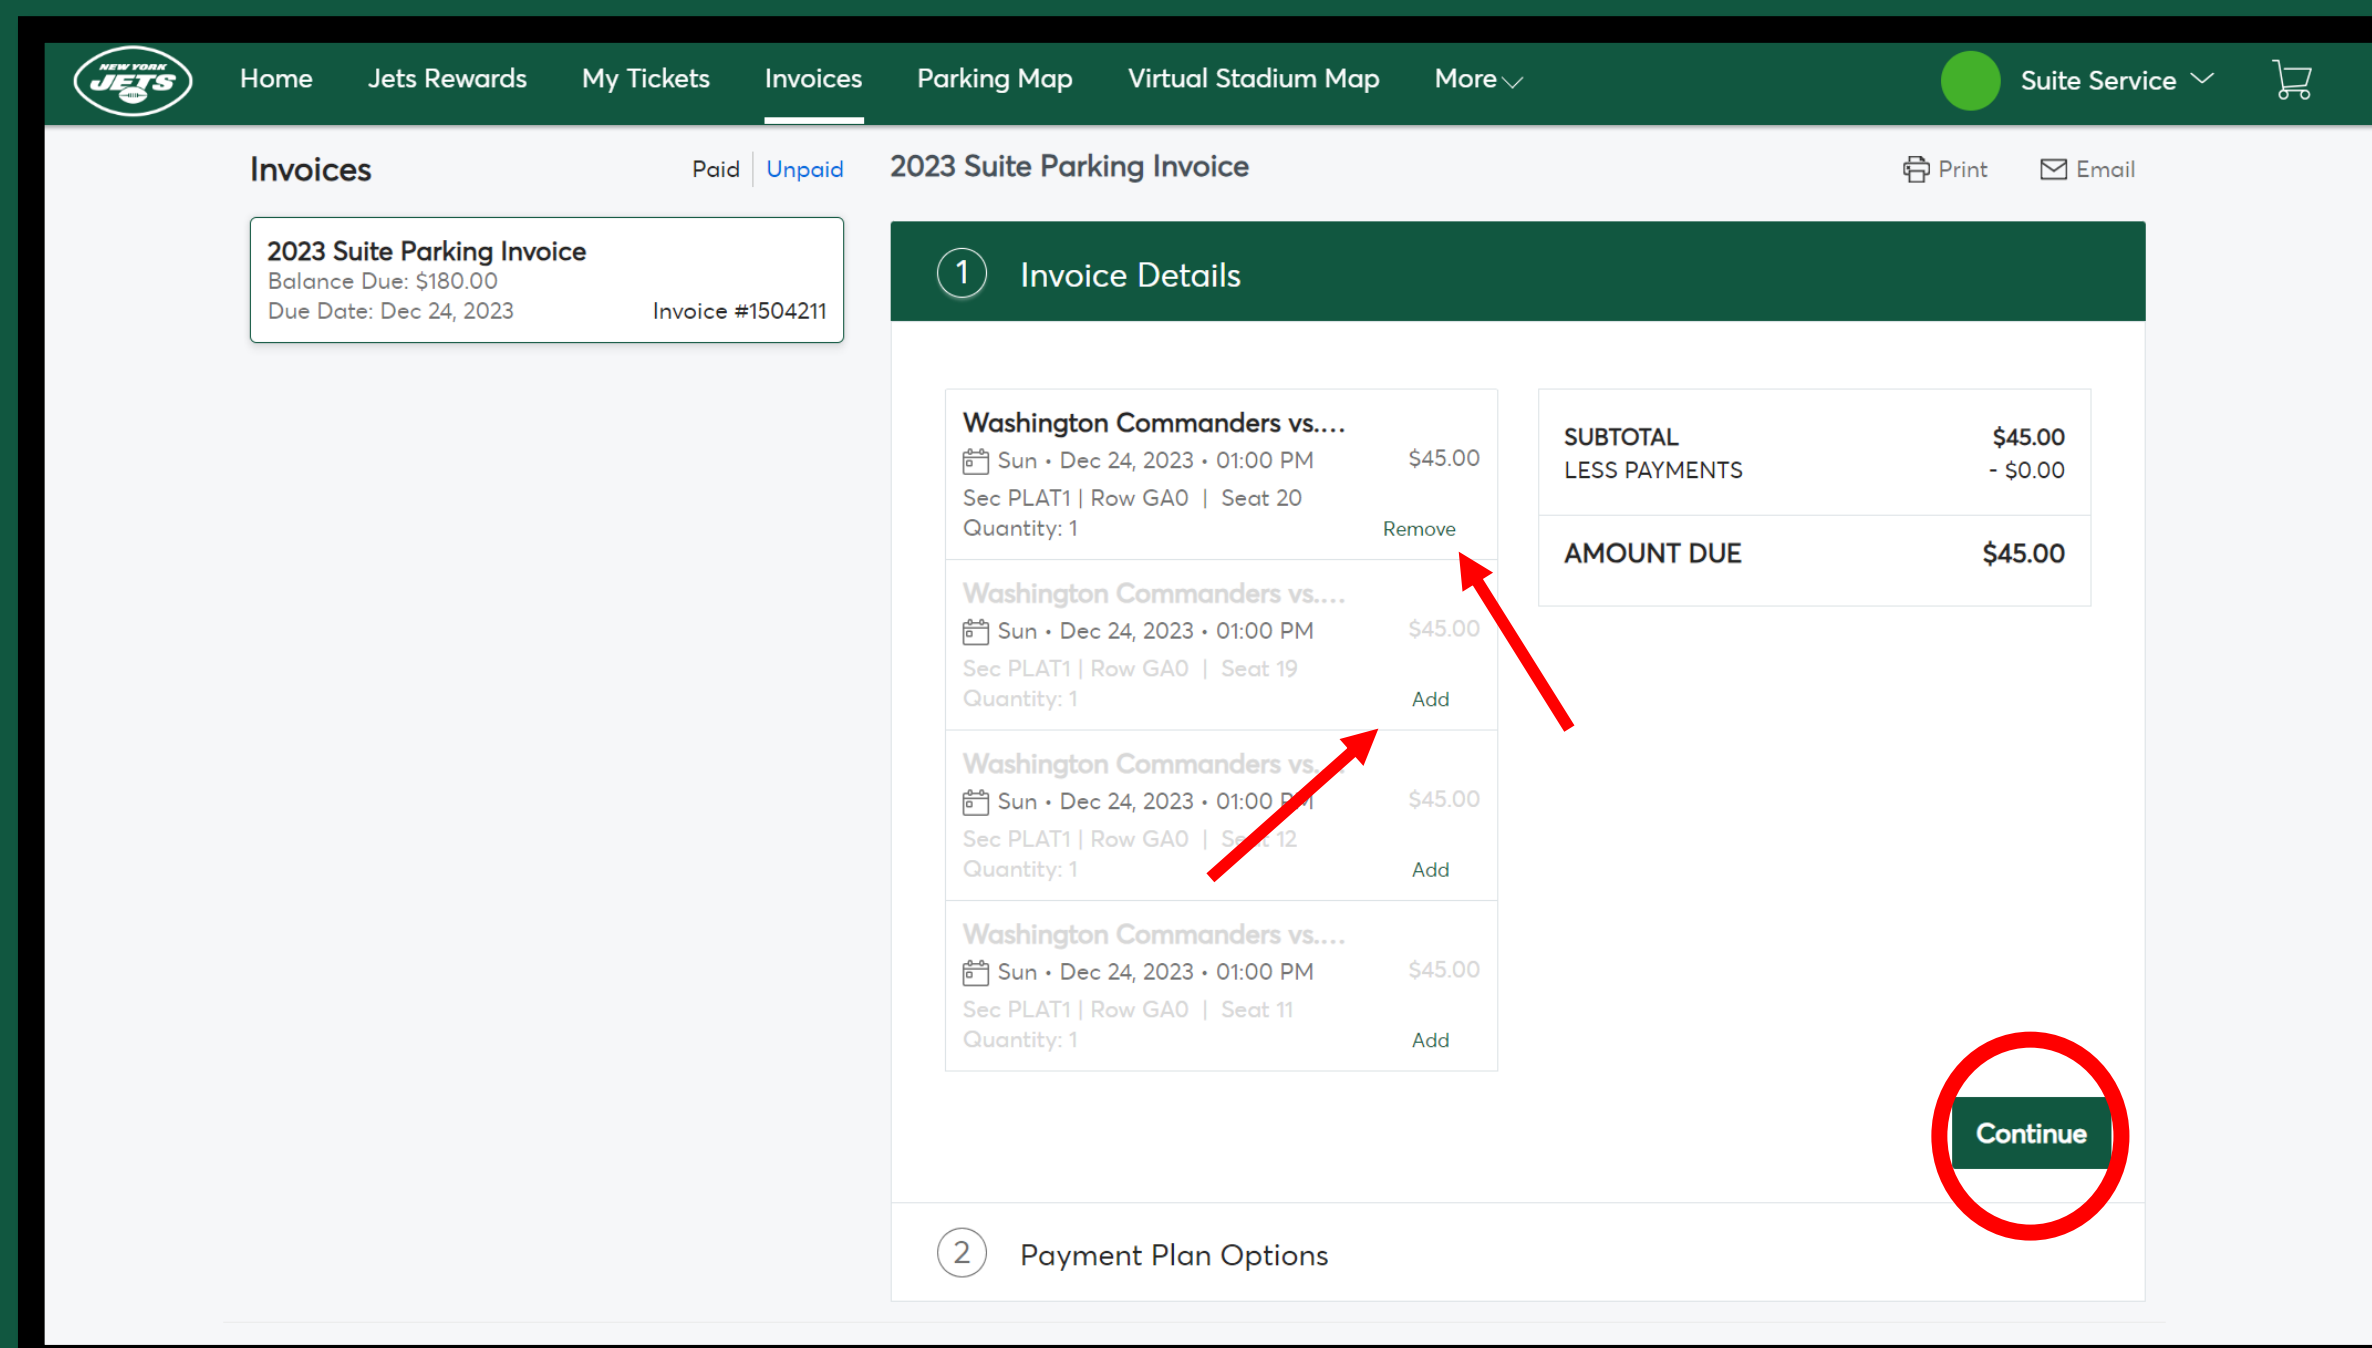 NEW YORK
JETS
Home Jets Rewards My Tickets Invoices Parking Map Virtual Stadium Map More Suite Service
Invoices Paid Unpaid
2023 Suite Parking Invoice
Balance Due: $180.00
Due Date: Dec 24, 2023 Invoice #1504211
2023 Suite Parking Invoice Print Email
1 Invoice Details
Washington Commanders vs....
Sun • Dec 24, 2023 • 01:00 PM $45.00
Sec PLAT1 | Row GA0 | Seat 20
Quantity: 1 Remove
Washington Commanders vs....
Sun • Dec 24, 2023 • 01:00 PM $45.00
Sec PLAT1 | Row GA0 | Seat 19
Quantity: 1 Add
Washington Commanders vs....
Sun • Dec 24, 2023 • 01:00 PM $45.00
Sec PLAT1 | Row GA0 | Seat 12
Quantity: 1 Add
Washington Commanders vs....
Sun • Dec 24, 2023 • 01:00 PM $45.00
Sec PLAT1 | Row GA0 | Seat 11
Quantity: 1 Add
SUBTOTAL $45.00
LESS PAYMENTS - $0.00
AMOUNT DUE $45.00
Continue
2 Payment Plan Options